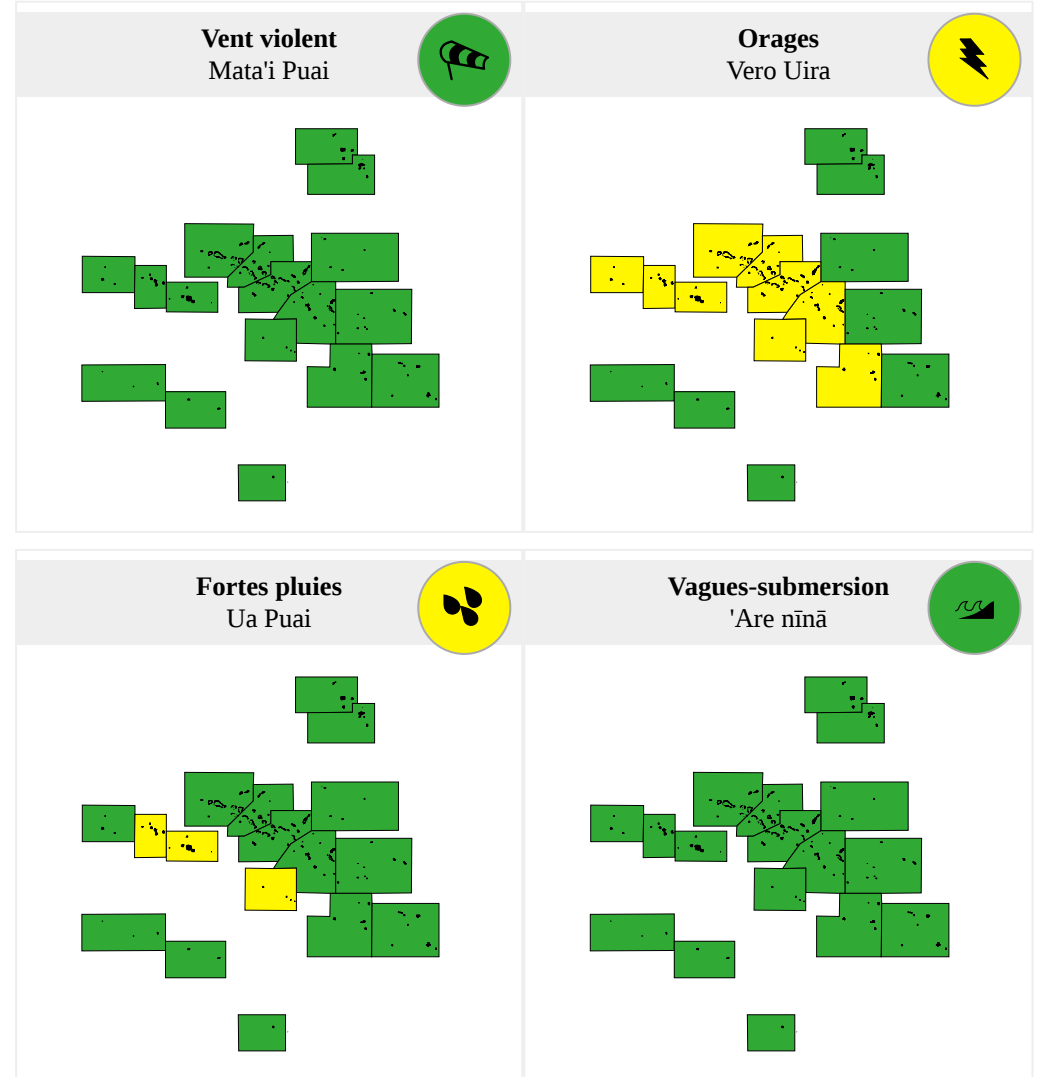 Vent violent
Mata'i Puai
Orages
Vero Uira
Fortes pluies
Ua Puai
Vagues-submersion
'Are nīnā